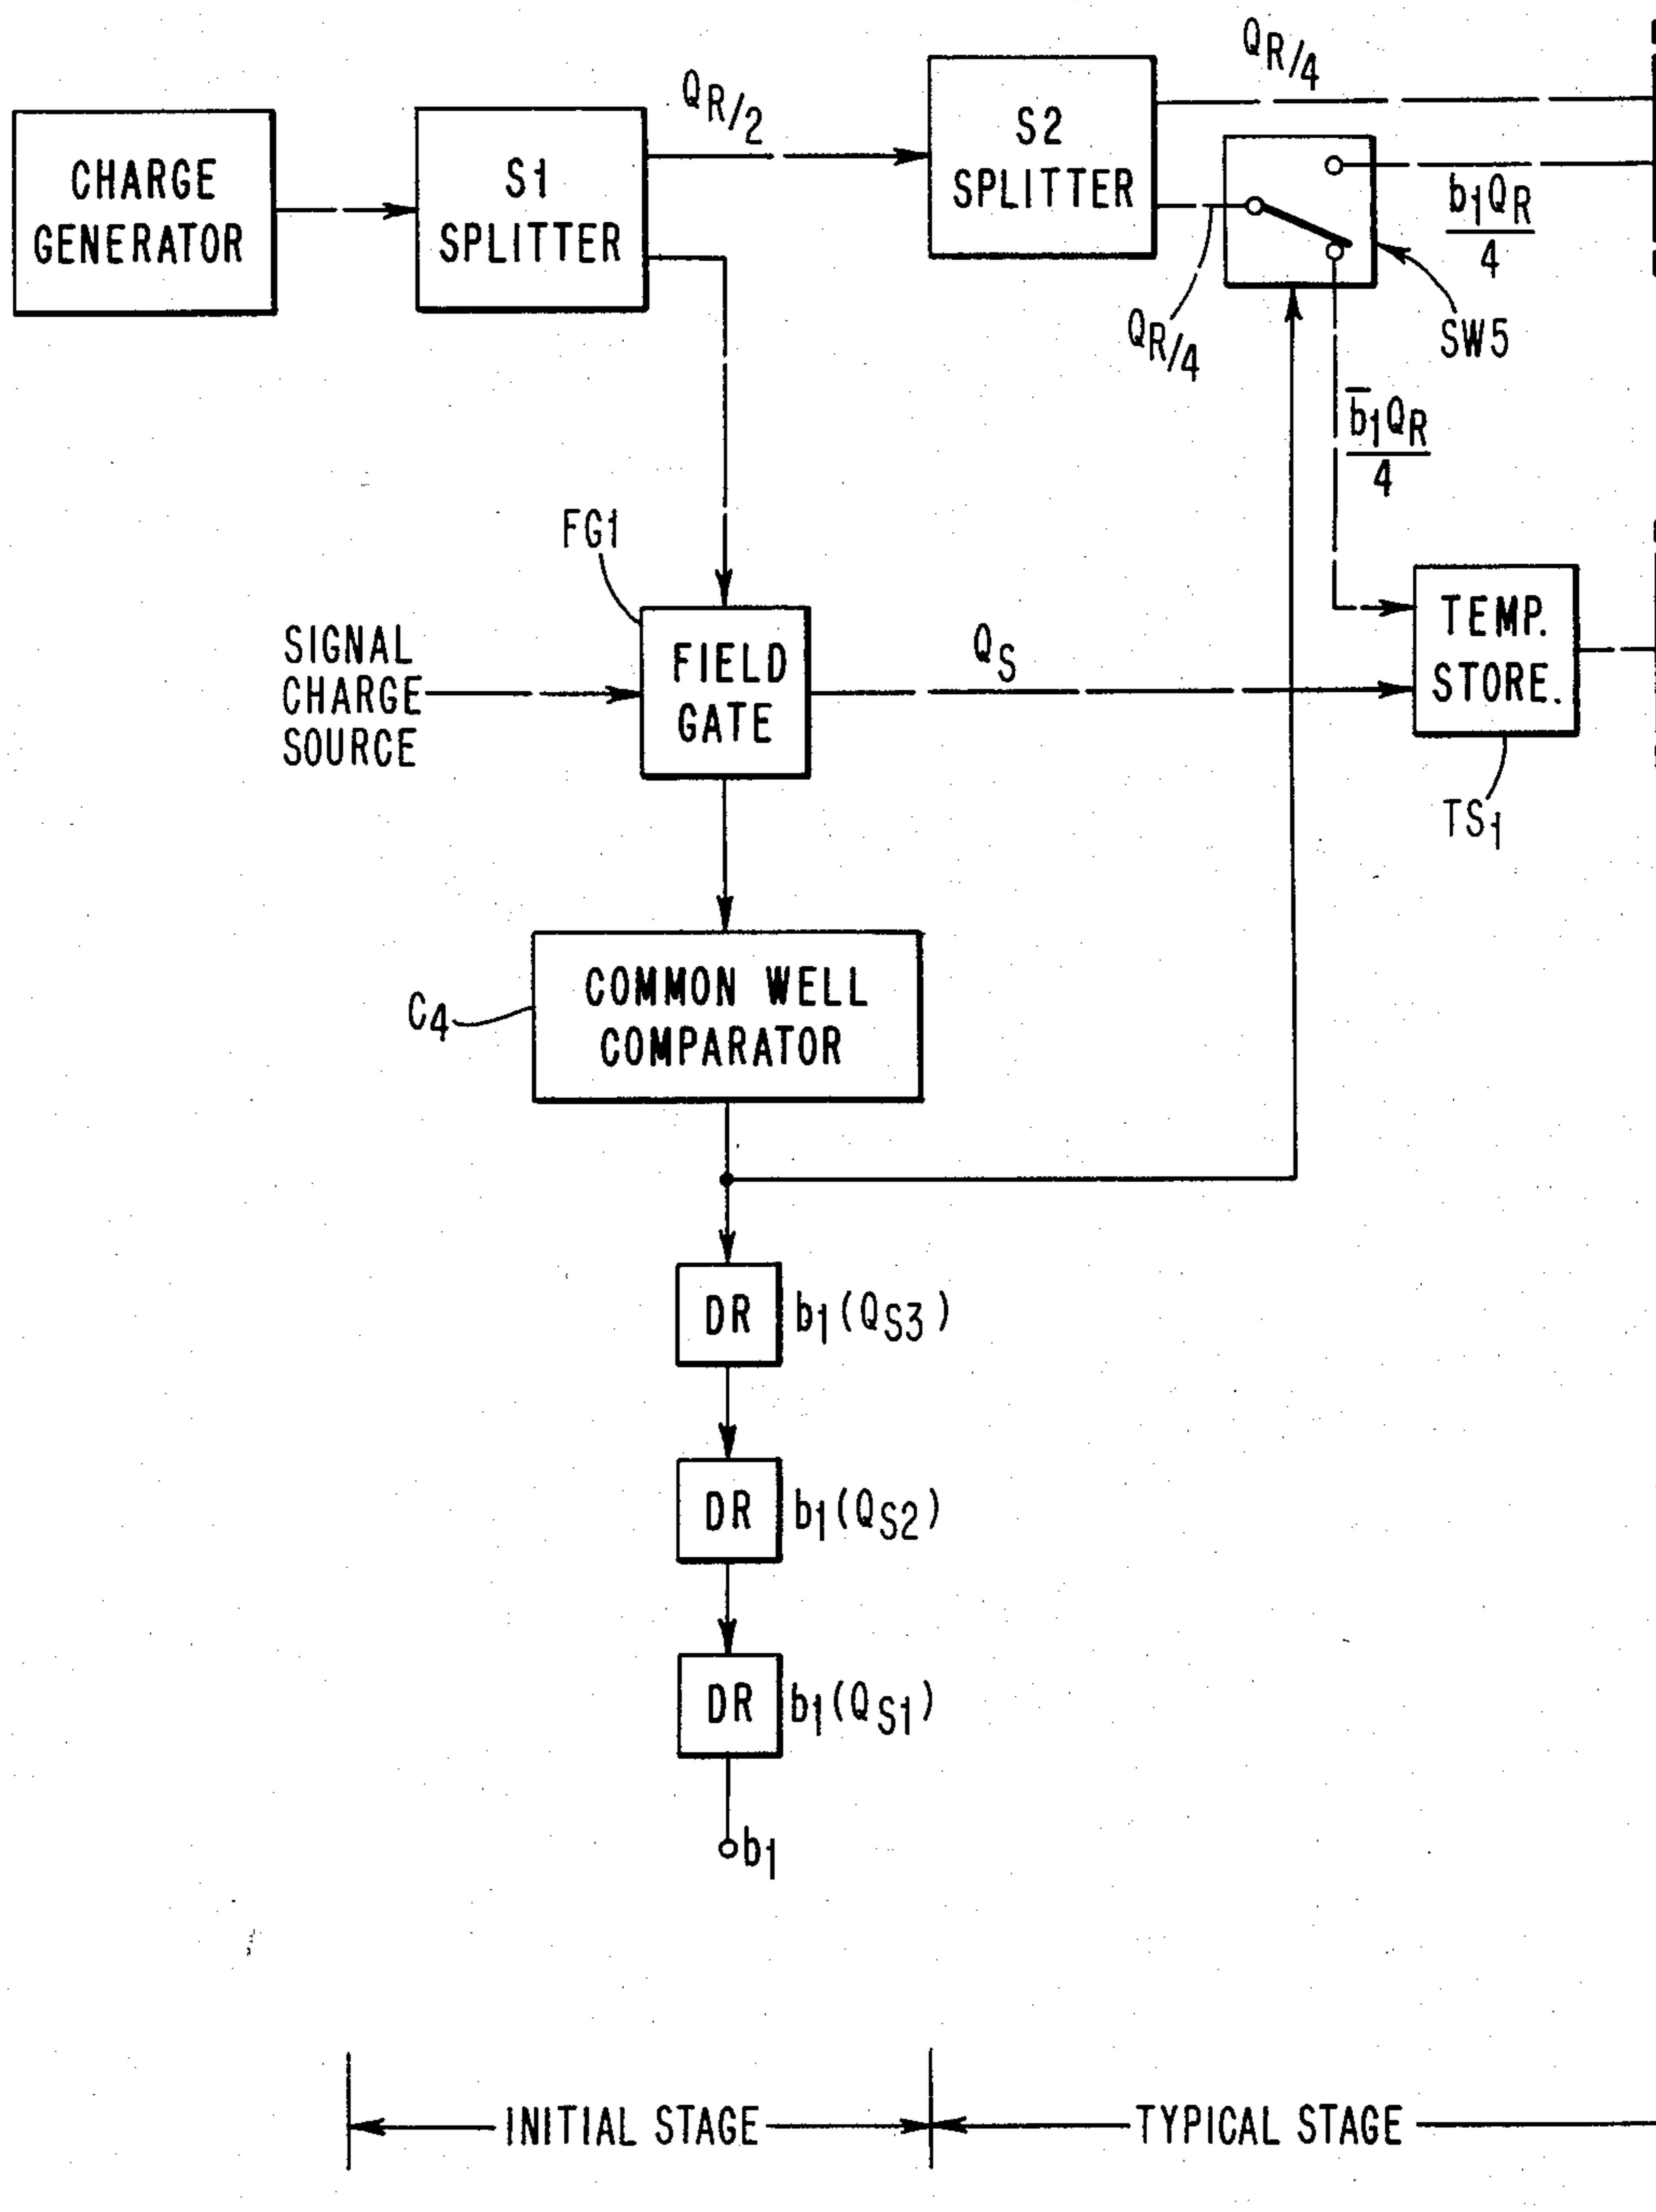 CHARGE
GENERATOR
S1
SPLITTER
QR/2
S2
SPLITTER
QR/4
b1QR
4
QR/4
SW5
b̅1QR
4
FG1
SIGNAL
CHARGE
SOURCE
FIELD
GATE
QS
TEMP.
STORE.
TS1
C4
COMMON WELL
COMPARATOR
DR
b1(QS3)
DR
b1(QS2)
DR
b1(QS1)
b1
INITIAL STAGE
TYPICAL STAGE